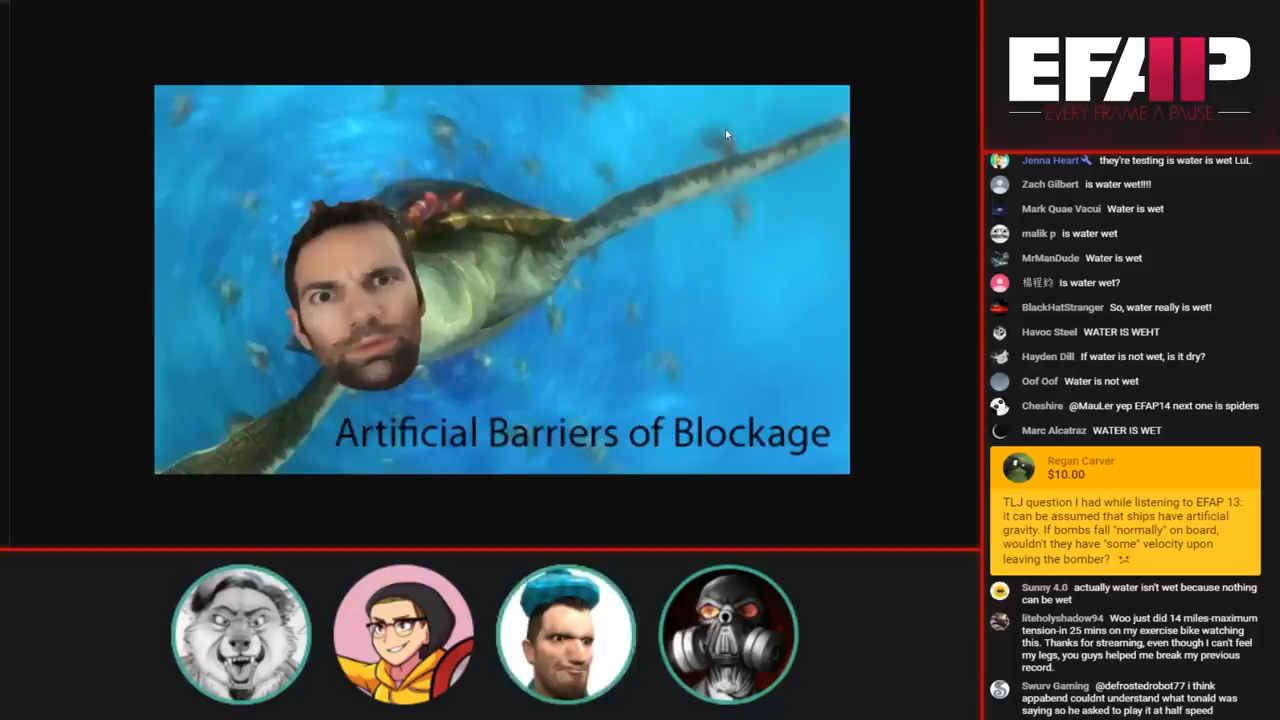 EFAP
EVERY FRAME A PAUSE
Artificial Barriers of Blockage
Jenna Heart they're testing is water is wet LuL
Zach Gilbert is water wet!!!!
Mark Quae Vacui Water is wet
malik p is water wet
MrManDude Water is wet
楊程鈞 Is water wet?
BlackHatStranger So, water really is wet!
Havoc Steel WATER IS WEHT
Hayden Dill If water is not wet, is it dry?
Oof Oof Water is not wet
Cheshire @MauLer yep EFAP14 next one is spiders
Marc Alcatraz WATER IS WET
Regan Carver
$10.00
TLJ question I had while listening to EFAP 13:
it can be assumed that ships have artificial
gravity. If bombs fall "normally" on board,
wouldn't they have "some" velocity upon
leaving the bomber?
Sunny 4.0 actually water isn't wet because nothing
can be wet
liteholyshadow94 Woo just did 14 miles-maximum
tension-in 25 mins on my exercise bike watching
this. Thanks for streaming, even though I can't feel
my legs, you guys helped me break my previous
record.
Swurv Gaming @defrostedrobot77 i think
appabend couldnt understand what tonald was
saying so he asked to play it at half speed